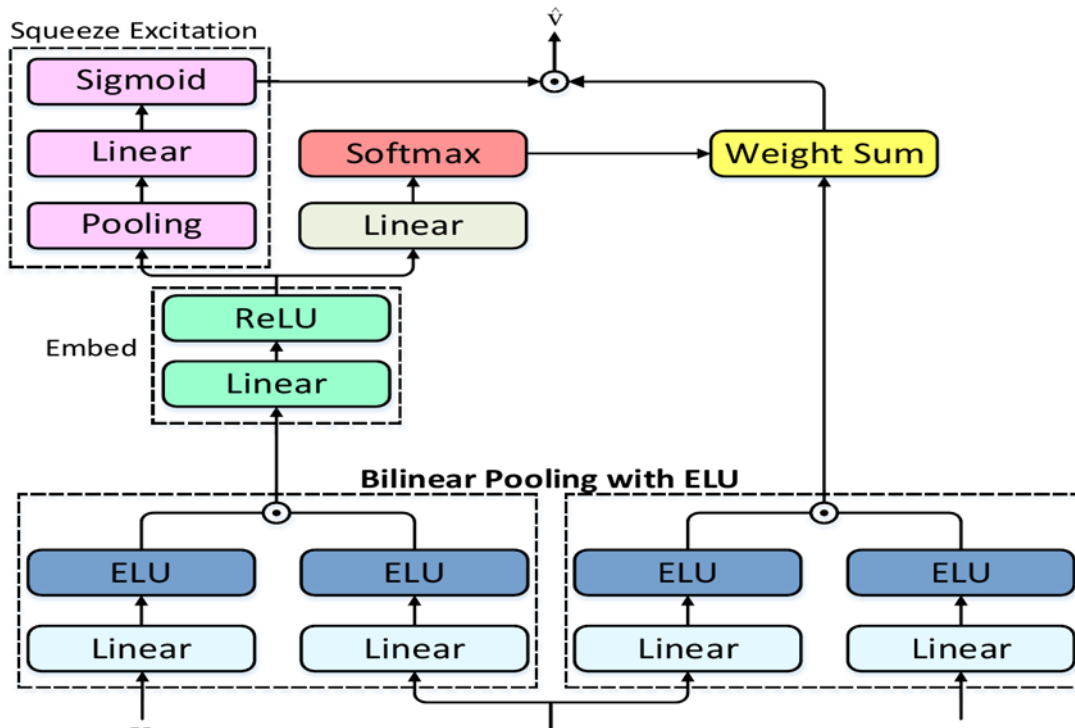 Squeeze Excitation
v̂
Sigmoid
Linear
Softmax
Weight Sum
Pooling
Linear
ReLU
Embed
Linear
Bilinear Pooling with ELU
ELU
ELU
ELU
ELU
Linear
Linear
Linear
Linear